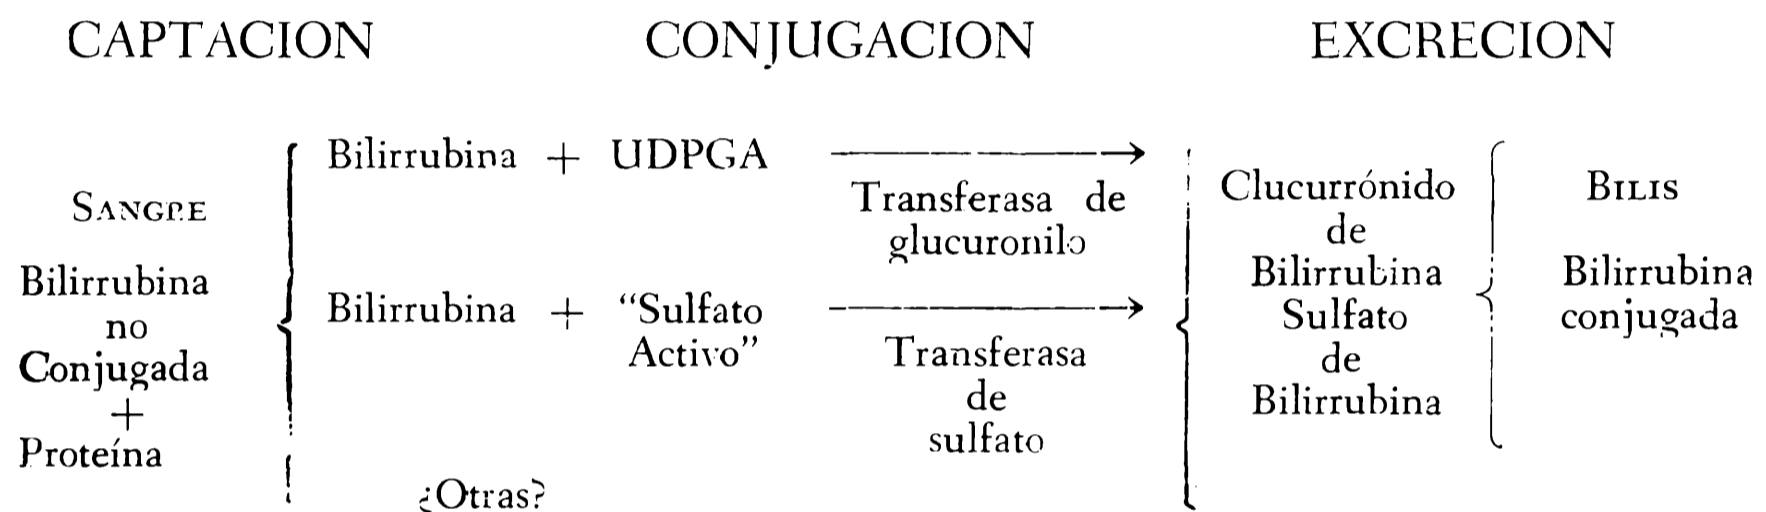 CAPTACION
CONJUGACION
EXCRECION
SANGRE
Bilirrubina
no
Conjugada
+
Proteína
Bilirrubina + UDPGA
Transferasa de
glucuronilo
Bilirrubina + “Sulfato
Activo”
Transferasa
de
sulfato
¿Otras?
Clucurrónido
de
Bilirrubina
Sulfato
de
Bilirrubina
BILIS
Bilirrubina
conjugada